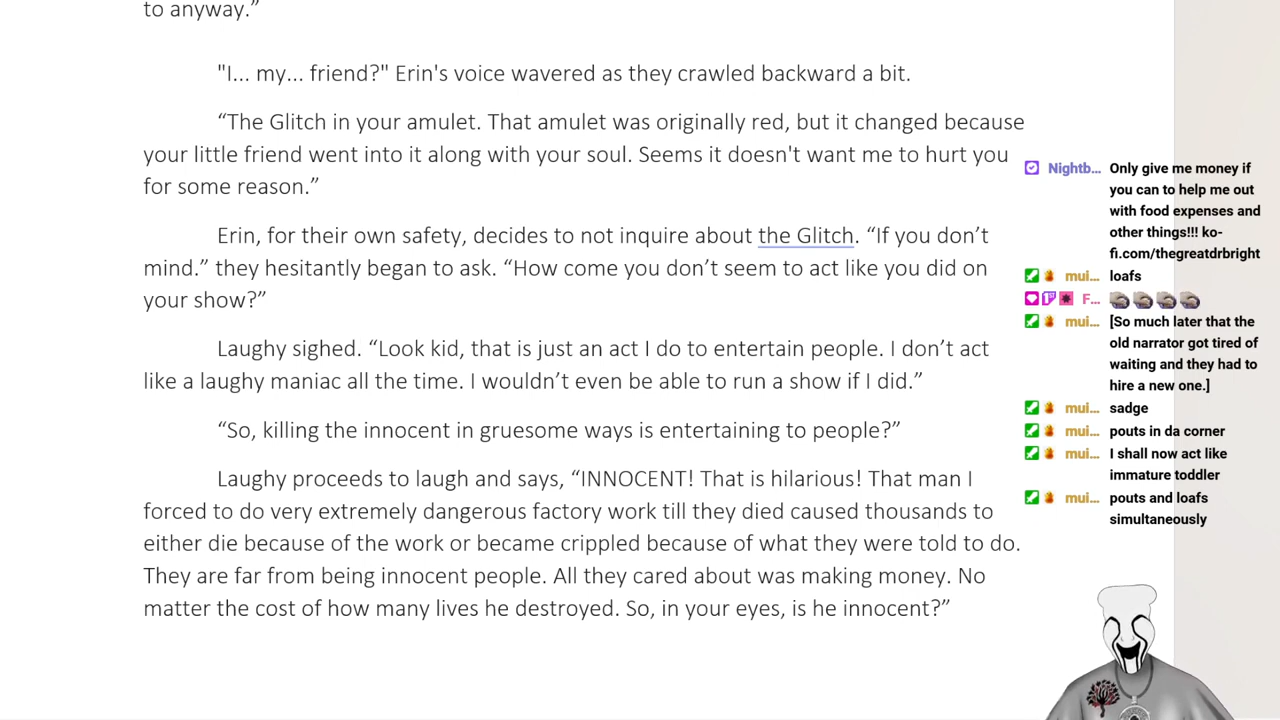 to anyway.”
"I... my... friend?" Erin's voice wavered as they crawled backward a bit.
“The Glitch in your amulet. That amulet was originally red, but it changed because
your little friend went into it along with your soul. Seems it doesn't want me to hurt you
for some reason.”
Erin, for their own safety, decides to not inquire about the Glitch. “If you don’t
mind.” they hesitantly began to ask. “How come you don’t seem to act like you did on
your show?”
Laughy sighed. “Look kid, that is just an act I do to entertain people. I don’t act
like a laughy maniac all the time. I wouldn’t even be able to run a show if I did.”
“So, killing the innocent in gruesome ways is entertaining to people?”
Laughy proceeds to laugh and says, “INNOCENT! That is hilarious! That man I
forced to do very extremely dangerous factory work till they died caused thousands to
either die because of the work or became crippled because of what they were told to do.
They are far from being innocent people. All they cared about was making money. No
matter the cost of how many lives he destroyed. So, in your eyes, is he innocent?”
Nightb... Only give me money if
you can to help me out
with food expenses and
other things!!! ko-
fi.com/thegreatdrbright
mui... loafs
F...
mui... [So much later that the
old narrator got tired of
waiting and they had to
hire a new one.]
mui... sadge
mui... pouts in da corner
mui... I shall now act like
immature toddler
mui... pouts and loafs
simultaneously